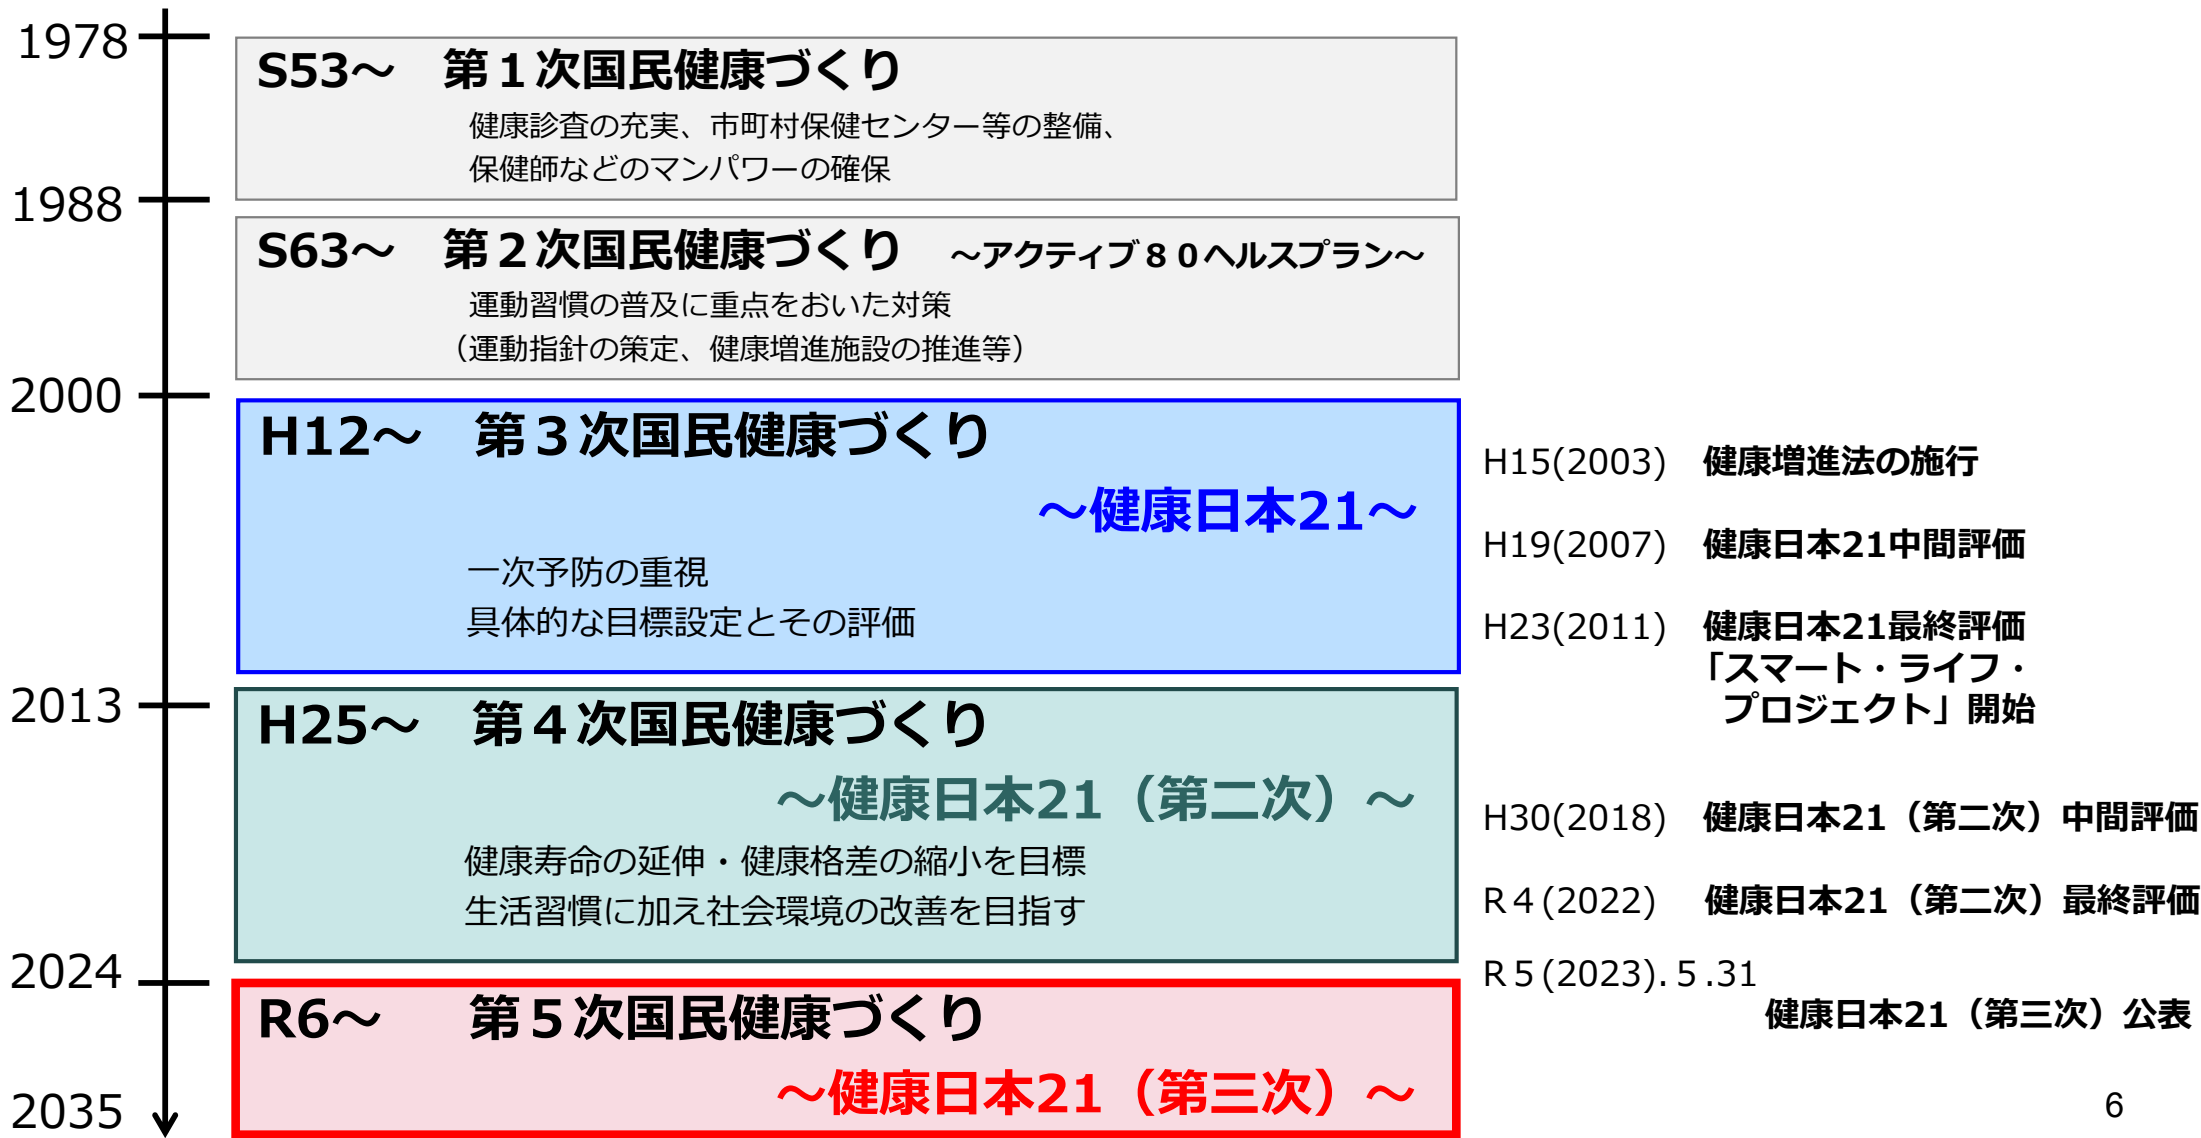 1978
S53～ 第１次国民健康づくり
健康診査の充実、市町村保健センター等の整備、
保健師などのマンパワーの確保
1988
S63～ 第２次国民健康づくり ～アクティブ８０ヘルスプラン～
運動習慣の普及に重点をおいた対策
（運動指針の策定、健康増進施設の推進等）
2000
H12～ 第３次国民健康づくり
～健康日本21～
一次予防の重視
具体的な目標設定とその評価
H15(2003) 健康増進法の施行
H19(2007) 健康日本21中間評価
H23(2011) 健康日本21最終評価
「スマート・ライフ・
プロジェクト」開始
2013
H25～ 第４次国民健康づくり
～健康日本21（第二次）～
健康寿命の延伸・健康格差の縮小を目標
生活習慣に加え社会環境の改善を目指す
H30(2018) 健康日本21（第二次）中間評価
R４(2022) 健康日本21（第二次）最終評価
2024
R６～ 第５次国民健康づくり
～健康日本21（第三次）～
R５(2023).５.31
健康日本21（第三次）公表
2035
6